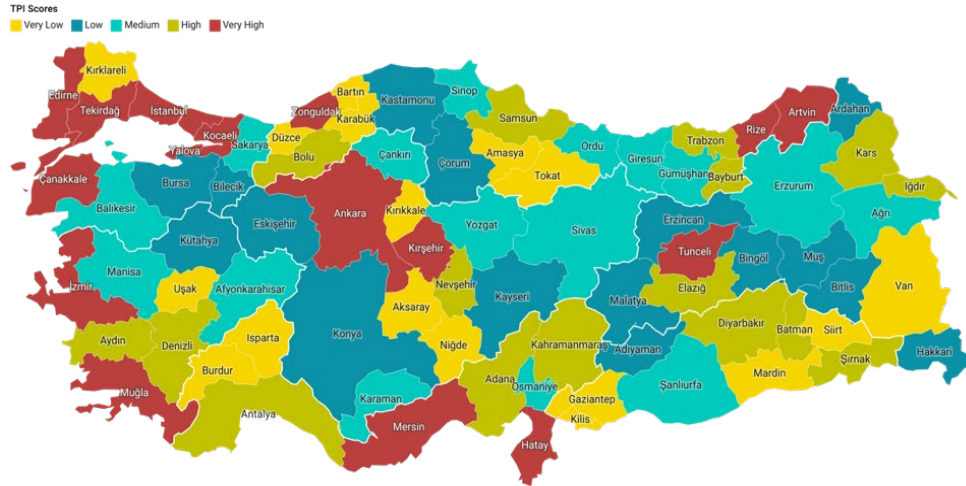 TPI Scores
Very Low Low Medium High Very High
Kırklareli
Edirne
Tekirdağ
İstanbul
Kocaeli
Yalova
Sakarya
Düzce
Bolu
Zonguldak
Bartın
Karabük
Kastamonu
Sinop
Samsun
Çankırı
Çorum
Amasya
Tokat
Ordu
Giresun
Gümüşhan
Trabzon
Bayburt
Rize
Artvin
Ardahan
Kars
Iğdır
Ağrı
Erzurum
Çanakkale
Balıkesir
Bursa
Bilecik
Kütahya
Eskişehir
Ankara
Kırıkkale
Kırşehir
Yozgat
Sivas
Erzincan
Tunceli
Bingöl
Muş
Bitlis
Van
İzmir
Manisa
Uşak
Afyonkarahisar
Konya
Aksaray
Nevşehir
Kayseri
Malatya
Elazığ
Diyarbakır
Batman
Siirt
Şırnak
Hakkari
Aydın
Denizli
Isparta
Burdur
Niğde
Kahramanmaraş
Adıyaman
Şanlıurfa
Mardin
Muğla
Antalya
Karaman
Mersin
Adana
Osmaniye
Gaziantep
Kilis
Hatay